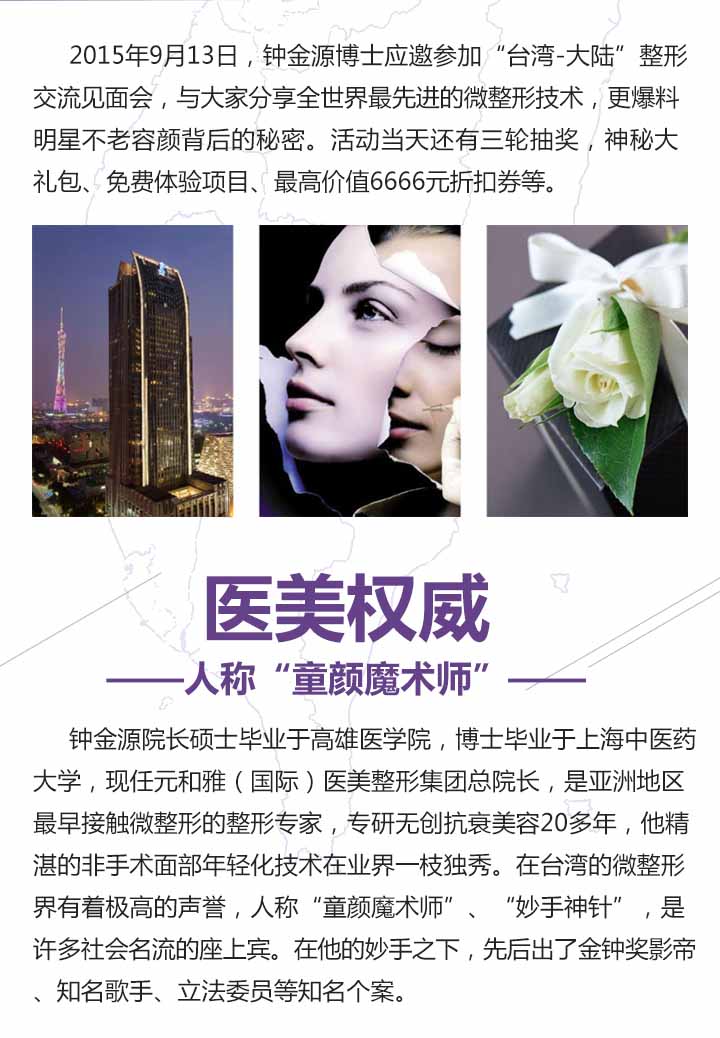 2015年9月13日，钟金源博士应邀参加“台湾-大陆”整形
交流见面会，与大家分享全世界最先进的微整形技术，更爆料
明星不老容颜背后的秘密。活动当天还有三轮抽奖，神秘大
礼包、免费体验项目、最高价值6666元折扣券等。
医美权威
——人称“童颜魔术师”——
钟金源院长硕士毕业于高雄医学院，博士毕业于上海中医药
大学，现任元和雅（国际）医美整形集团总院长，是亚洲地区
最早接触微整形的整形专家，专研无创抗衰美容20多年，他精
湛的非手术面部年轻化技术在业界一枝独秀。在台湾的微整形
界有着极高的声誉，人称“童颜魔术师”、“妙手神针”，是
许多社会名流的座上宾。在他的妙手之下，先后出了金钟奖影帝
、知名歌手、立法委员等知名个案。